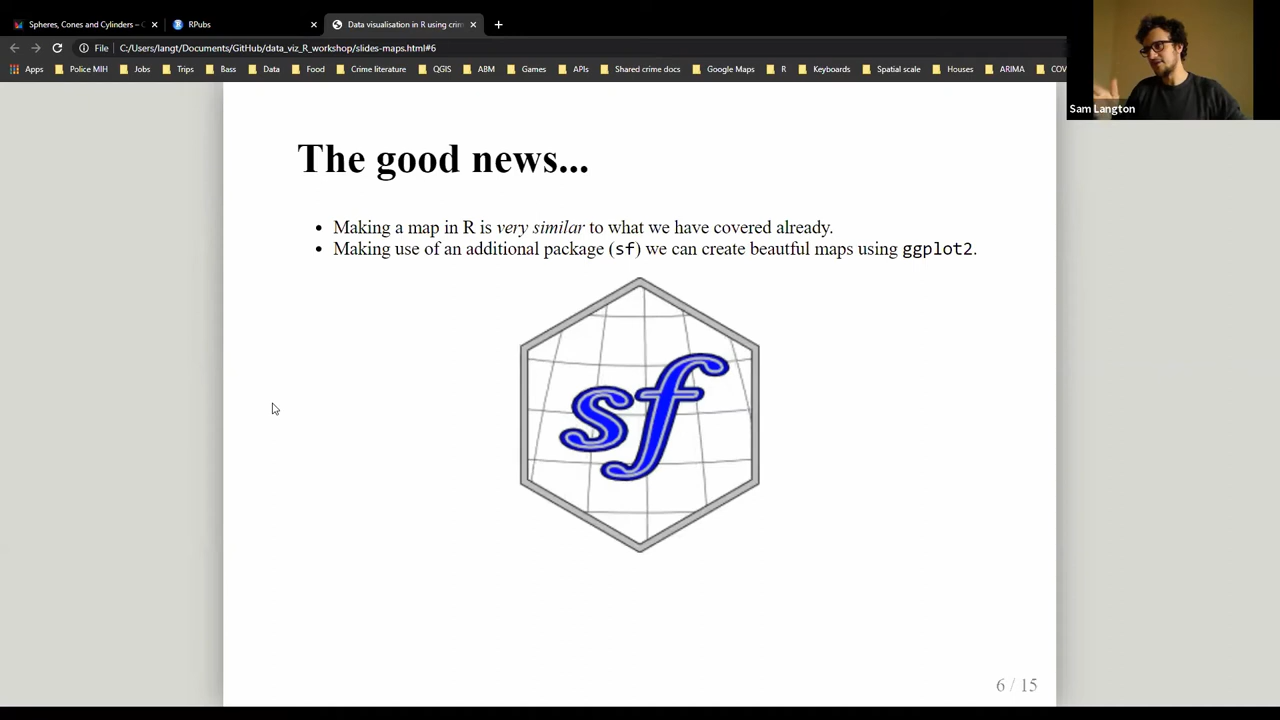 Spheres, Cones and Cylinders –
RPubs
Data visualisation in R using crim
File
C:/Users/langt/Documents/GitHub/data_viz_R_workshop/slides-maps.html#6
Apps
Police MIH
Jobs
Trips
Bass
Data
Food
Crime literature
QGIS
ABM
Games
APIs
Shared crime docs
Google Maps
R
Keyboards
Spatial scale
Houses
ARIMA
COV
Sam Langton
The good news...
Making a map in R is very similar to what we have covered already.
Making use of an additional package (sf) we can create beautful maps using ggplot2.
sf
6 / 15